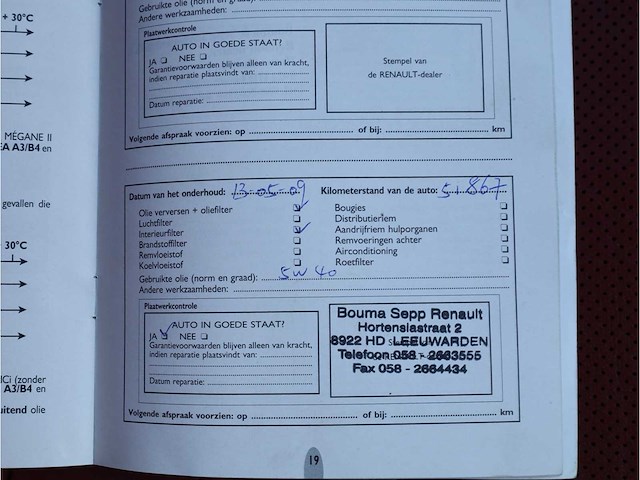 + 30°C
MÉGANE II
EA A3/B4 en
gevallen die
30°C
ICi (zonder
A3/B4 en
uitend olie
Gebruikte olie (norm en graad):
Andere werkzaamheden:
Plaatwerkcontrole
AUTO IN GOEDE STAAT?
JA ❑ NEE ❑
Garantievoorwaarden blijven alleen van kracht,
indien reparatie plaatsvindt van:
Datum reparatie:
Stempel van
de RENAULT-dealer
Volgende afspraak voorzien: op of bij: km
Datum van het onderhoud: 13-05-09 Kilometerstand van de auto: 51 867
Olie verversen + oliefilter
Luchtfilter
Interieurfilter
Brandstoffilter
Remvloeistof
Koelvloeistof
Bougies
Distributieriem
Aandrijfriem hulporganen
Remvoeringen achter
Airconditioning
Roetfilter
Gebruikte olie (norm en graad): 5W40
Andere werkzaamheden:
Plaatwerkcontrole
AUTO IN GOEDE STAAT?
JA NEE ❑
Garantievoorwaarden blijven alleen van kracht,
indien reparatie plaatsvindt van:
Datum reparatie:
Bouma Sepp Renault
Hortensiastraat 2
8922 HD LEEUWARDEN
Telefoon 058 - 2663555
Fax 058 - 2664434
Volgende afspraak voorzien: op of bij: km
19